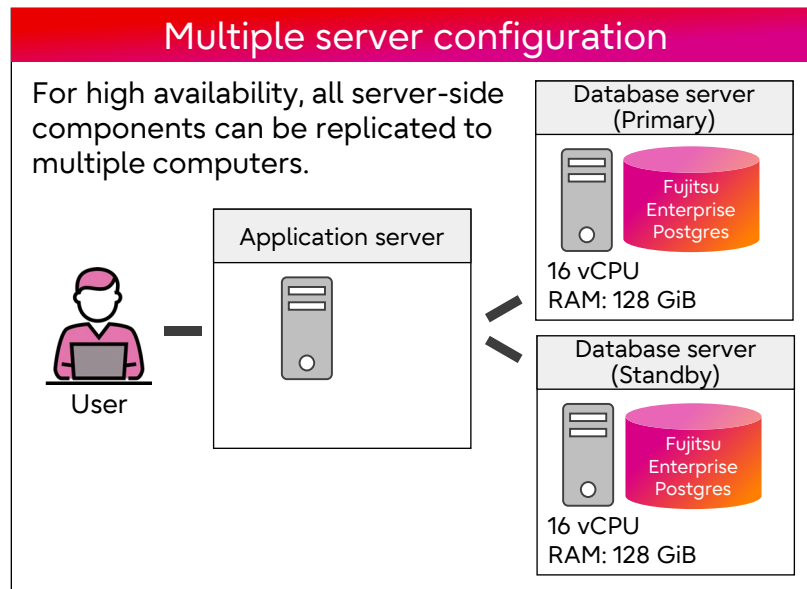 Multiple server configuration
For high availability, all server-side
components can be replicated to
multiple computers.
User
Application server
Database server
(Primary)
Fujitsu
Enterprise
Postgres
16 vCPU
RAM: 128 GiB
Database server
(Standby)
Fujitsu
Enterprise
Postgres
16 vCPU
RAM: 128 GiB